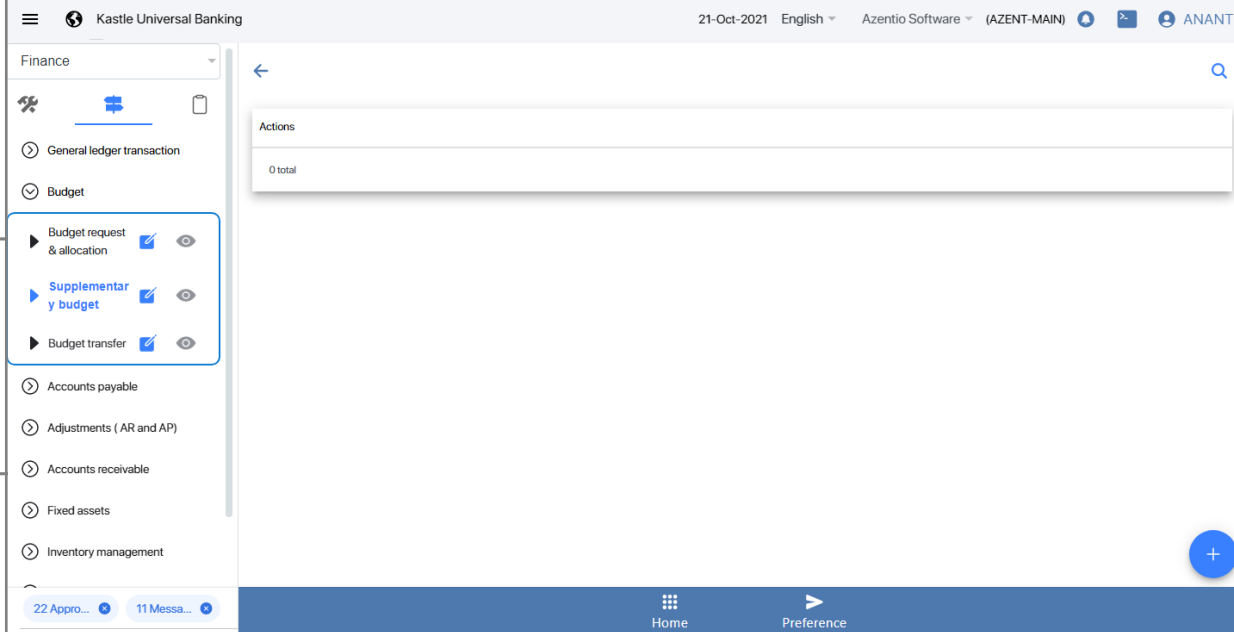 Kastle Universal Banking
21-Oct-2021 English Azentio Software (AZENT-MAIN) ANANT
Finance
General ledger transaction
Budget
Budget request
& allocation
Supplementar
y budget
Budget transfer
Accounts payable
Adjustments ( AR and AP)
Accounts receivable
Fixed assets
Inventory management
22 Appro... 11 Messa...
Actions
0 total
Home Preference